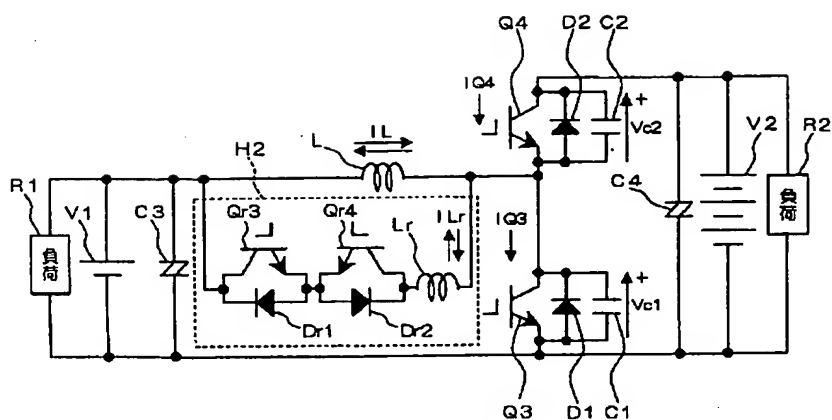 Q4 D2 C2
IQ4
+
Vc2
V2
R2
IL
L
H2
R1
V1
C3
Qr3
Qr4
ILr
Lr
IQ3
C4
負荷
負荷
+
Vc1
Dr1
Dr2
Q3 D1 C1